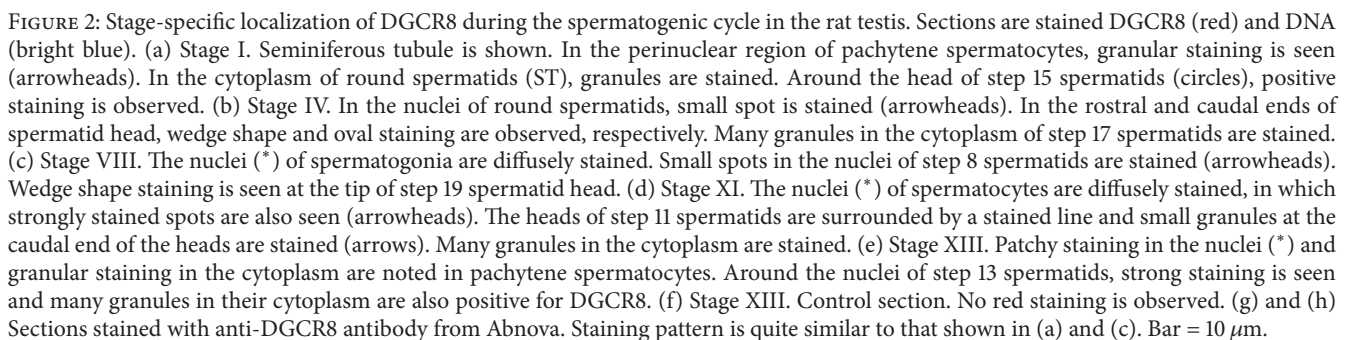 FIGURE 2: Stage-specific localization of DGCR8 during the spermatogenic cycle in the rat testis. Sections are stained DGCR8 (red) and DNA
(bright blue). (a) Stage I. Seminiferous tubule is shown. In the perinuclear region of pachytene spermatocytes, granular staining is seen
(arrowheads). In the cytoplasm of round spermatids (ST), granules are stained. Around the head of step 15 spermatids (circles), positive
staining is observed. (b) Stage IV. In the nuclei of round spermatids, small spot is stained (arrowheads). In the rostral and caudal ends of
spermatid head, wedge shape and oval staining are observed, respectively. Many granules in the cytoplasm of step 17 spermatids are stained.
(c) Stage VIII. The nuclei (*) of spermatogonia are diffusely stained. Small spots in the nuclei of step 8 spermatids are stained (arrowheads).
Wedge shape staining is seen at the tip of step 19 spermatid head. (d) Stage XI. The nuclei (*) of spermatocytes are diffusely stained, in which
strongly stained spots are also seen (arrowheads). The heads of step 11 spermatids are surrounded by a stained line and small granules at the
caudal end of the heads are stained (arrows). Many granules in the cytoplasm are stained. (e) Stage XIII. Patchy staining in the nuclei (*) and
granular staining in the cytoplasm are noted in pachytene spermatocytes. Around the nuclei of step 13 spermatids, strong staining is seen
and many granules in their cytoplasm are also positive for DGCR8. (f) Stage XIII. Control section. No red staining is observed. (g) and (h)
Sections stained with anti-DGCR8 antibody from Abnova. Staining pattern is quite similar to that shown in (a) and (c). Bar = 10 μm.